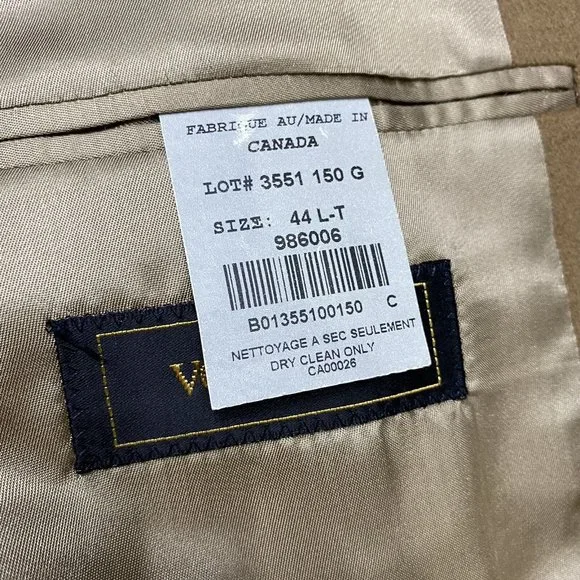 FABRIQUE AU/MADE IN
CANADA
LOT# 3551 150 G
SIZE: 44 L-T
986006
B01355100150 C
NETTOYAGE A SEC SEULEMENT
DRY CLEAN ONLY
CA00026